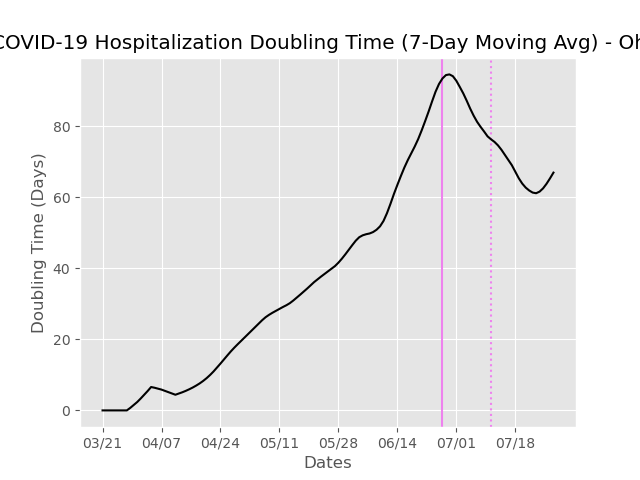 COVID-19 Hospitalization Doubling Time (7-Day Moving Avg) - Oh
Doubling Time (Days)
80
60
40
20
0
03/21 04/07 04/24 05/11 05/28 06/14 07/01 07/18
Dates